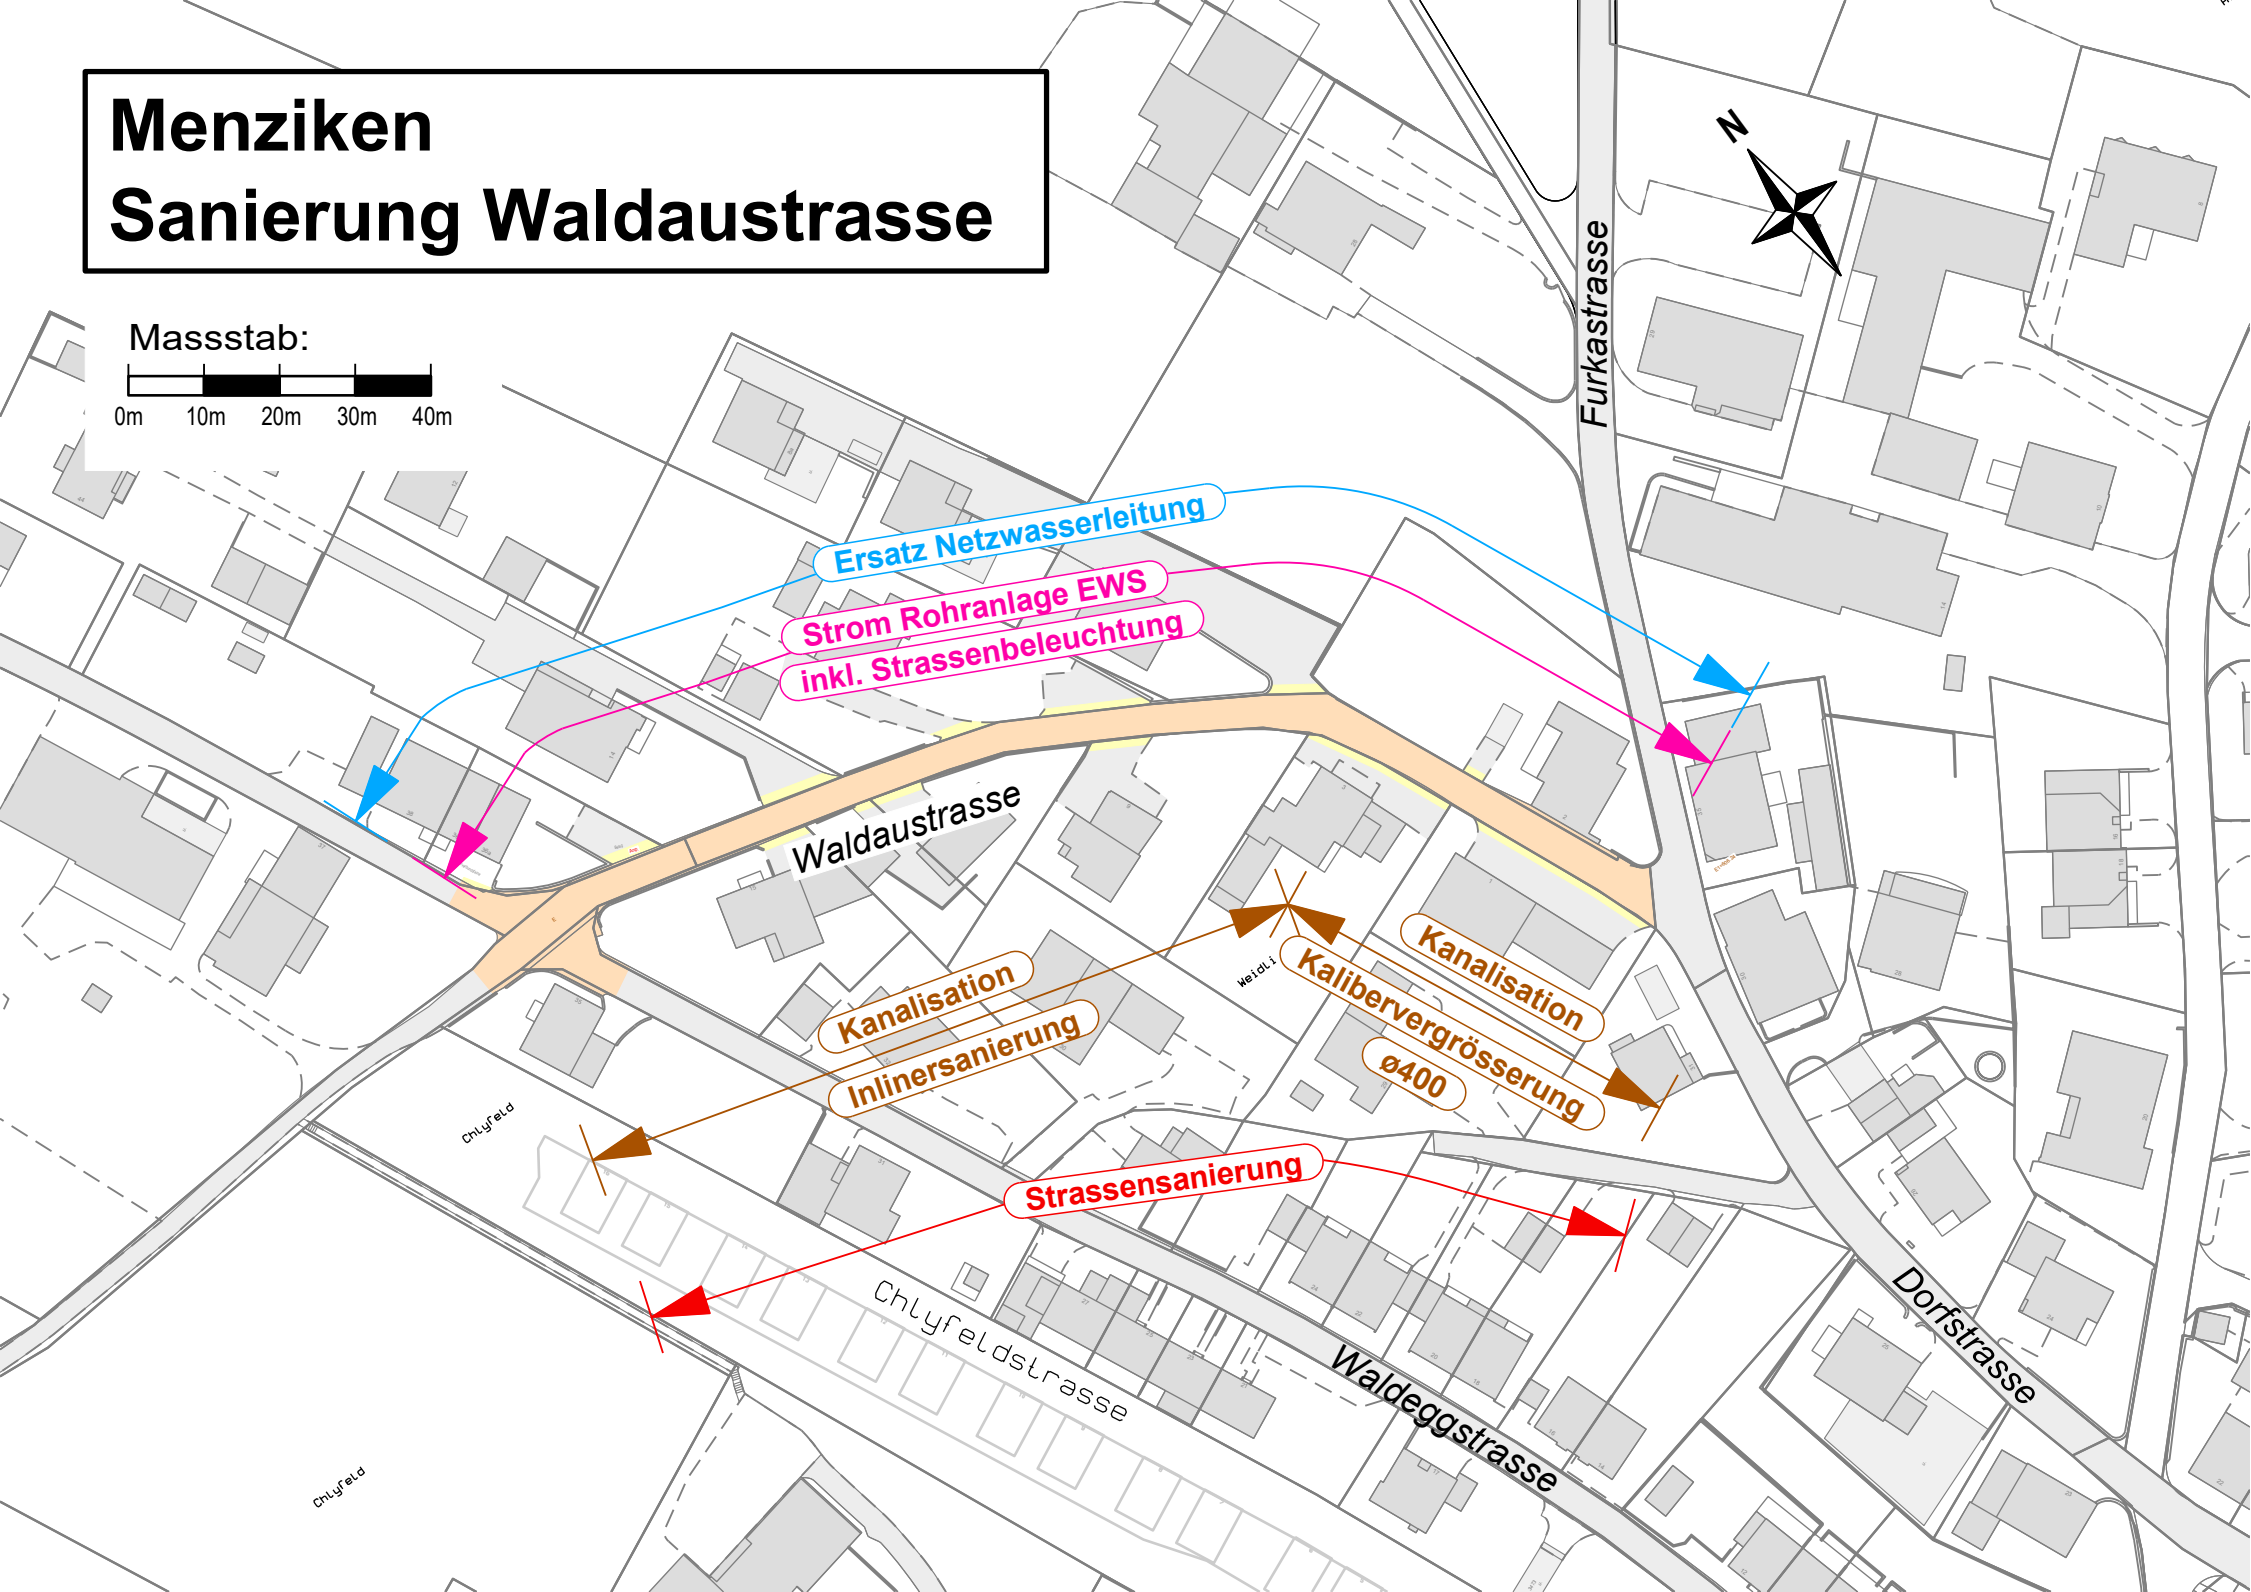 Menziken
Sanierung Waldaustrasse
Massstab:
0m 10m 20m 30m 40m
N
Furkastrasse
Ersatz Netzwasserleitung
Strom Rohranlage EWS
inkl. Strassenbeleuchtung
Waldaustrasse
Kanalisation
Inlinersanierung
Weidli
Kanalisation
Kalibervergrösserung
ø400
Chlyfeld
Strassensanierung
Chlyfeldstrasse
Waldeggstrasse
Dorfstrasse
Chlyfeld